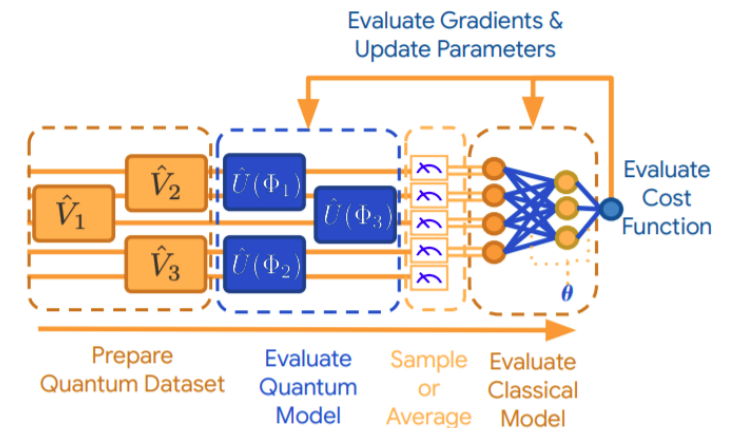 Evaluate Gradients &
Update Parameters
V̂₁
V̂₂
V̂₃
Û(Φ₁)
Û(Φ₂)
Û(Φ₃)
θ
Evaluate
Cost
Function
Prepare
Quantum Dataset
Evaluate
Quantum
Model
Sample
or
Average
Evaluate
Classical
Model